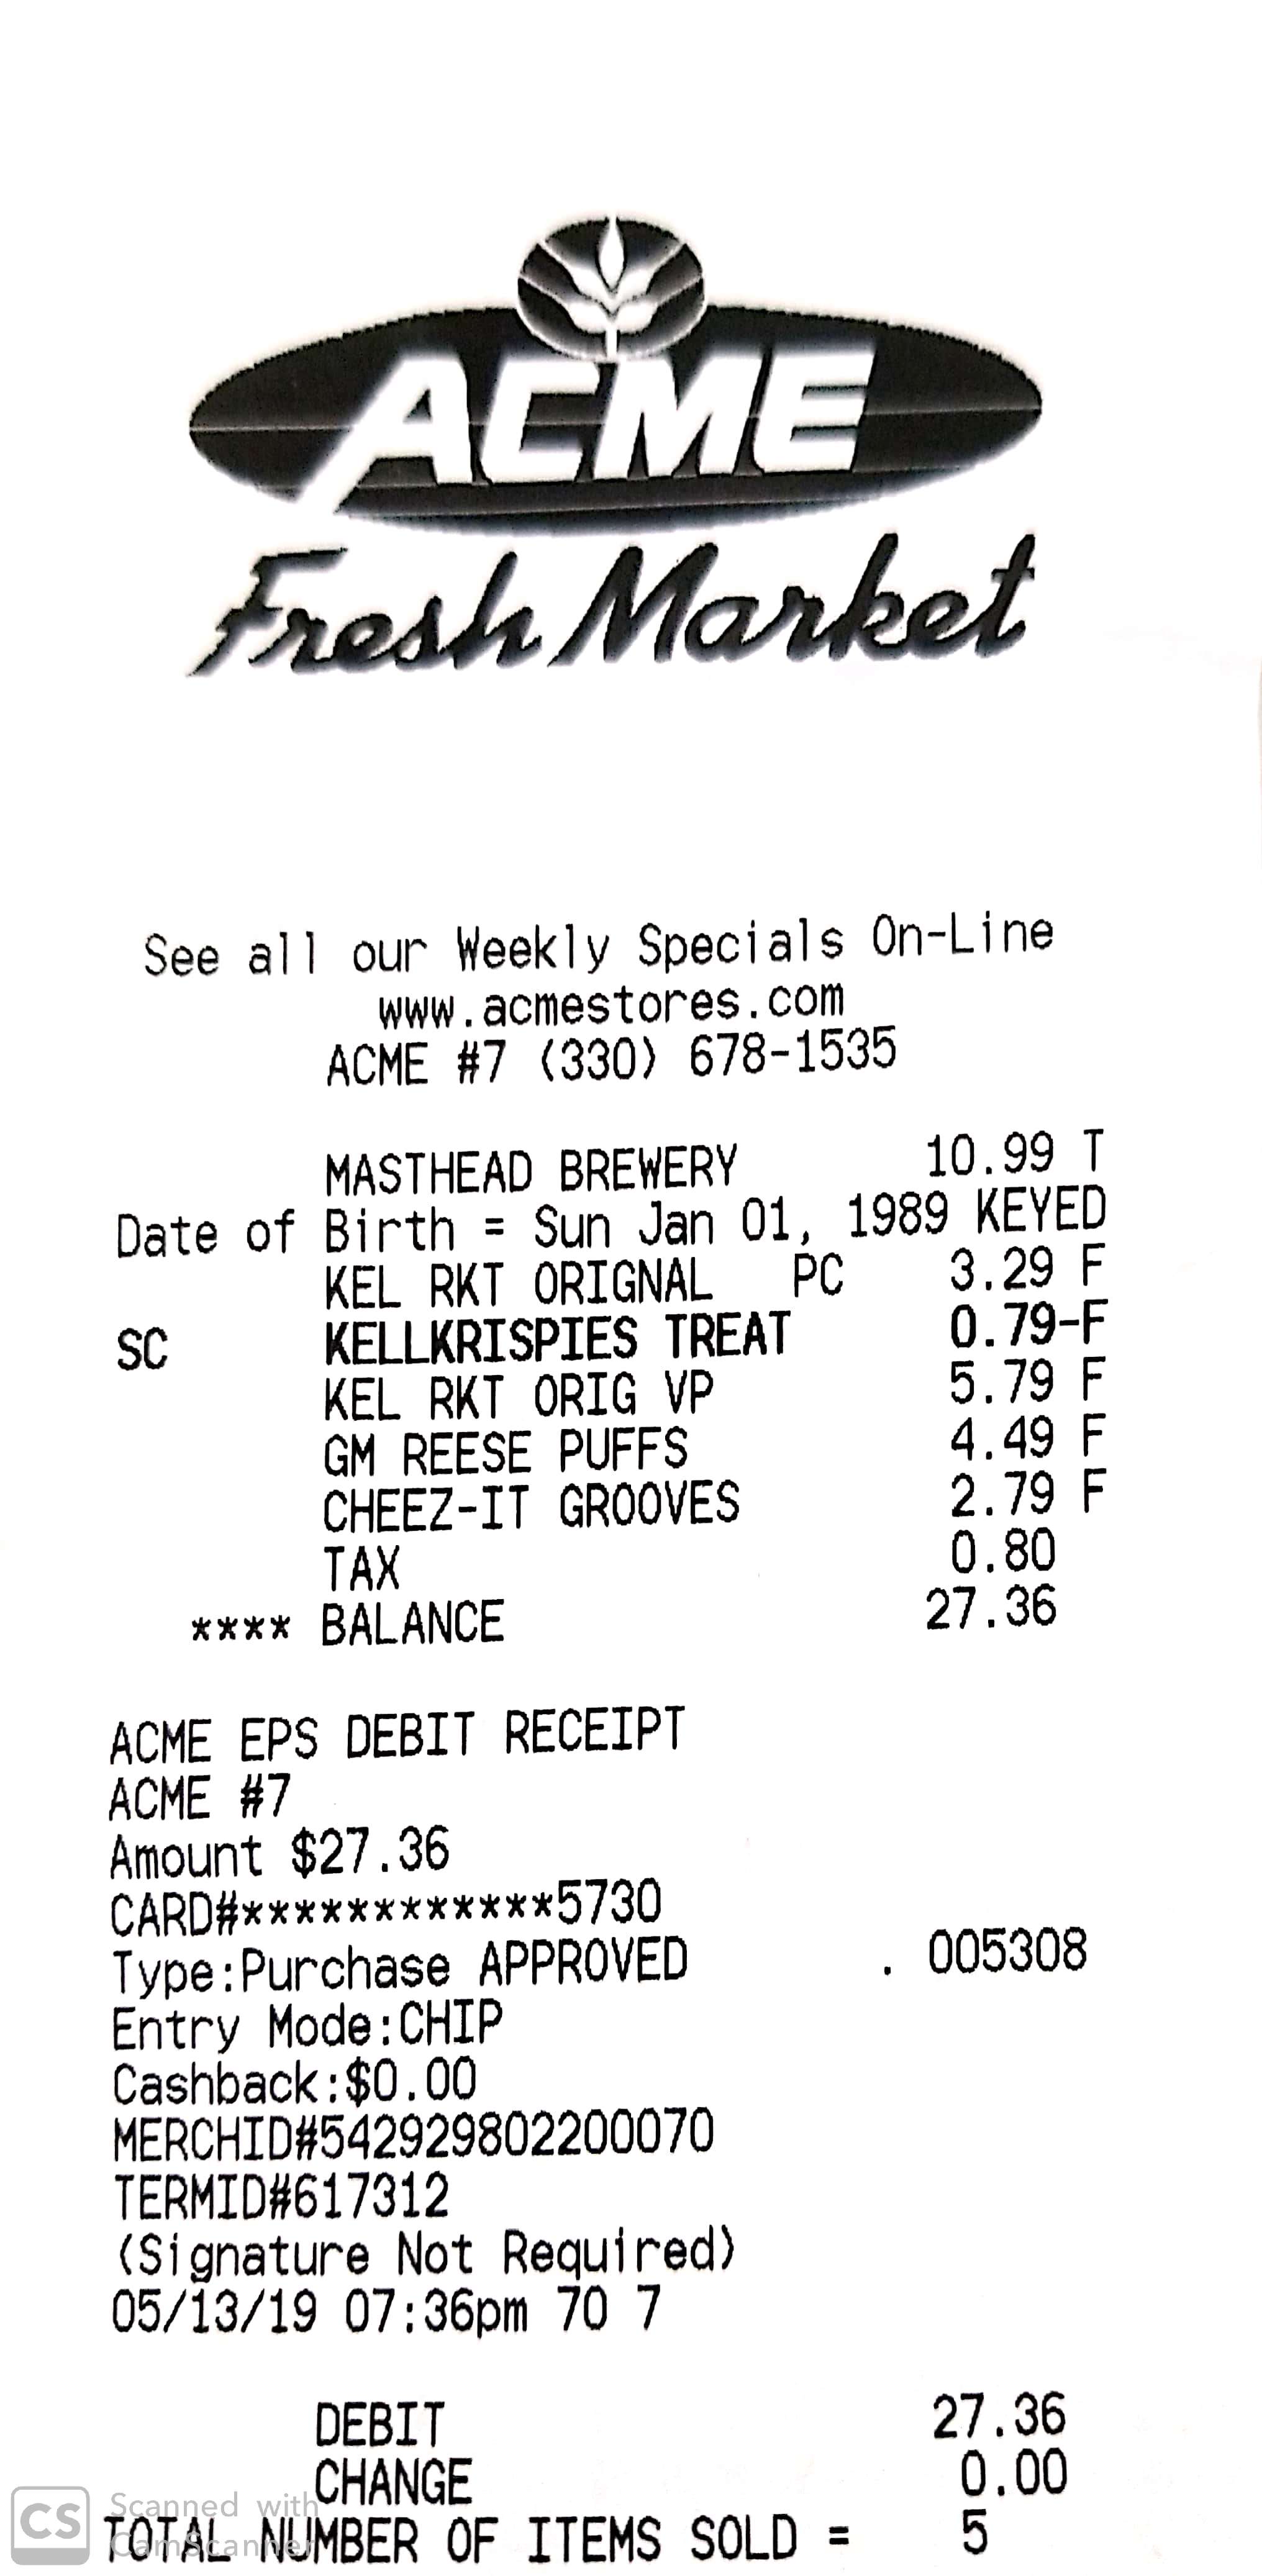 ACME
Fresh Market
See all our Weekly Specials On-Line
www.acmestores.com
ACME #7 (330) 678-1535
MASTHEAD BREWERY 10.99 T
Date of Birth = Sun Jan 01, 1989 KEYED
KEL RKT ORIGNAL PC 3.29 F
SC KELLKRISPIES TREAT 0.79-F
KEL RKT ORIG VP 5.79 F
GM REESE PUFFS 4.49 F
CHEEZ-IT GROOVES 2.79 F
TAX 0.80
**** BALANCE 27.36
ACME EPS DEBIT RECEIPT
ACME #7
Amount $27.36
CARD#************5730
Type:Purchase APPROVED . 005308
Entry Mode:CHIP
Cashback:$0.00
MERCHID#542929802200070
TERMID#617312
(Signature Not Required)
05/13/19 07:36pm 70 7
DEBIT 27.36
CHANGE 0.00
TOTAL NUMBER OF ITEMS SOLD = 5
CS Scanned with
CamScanner